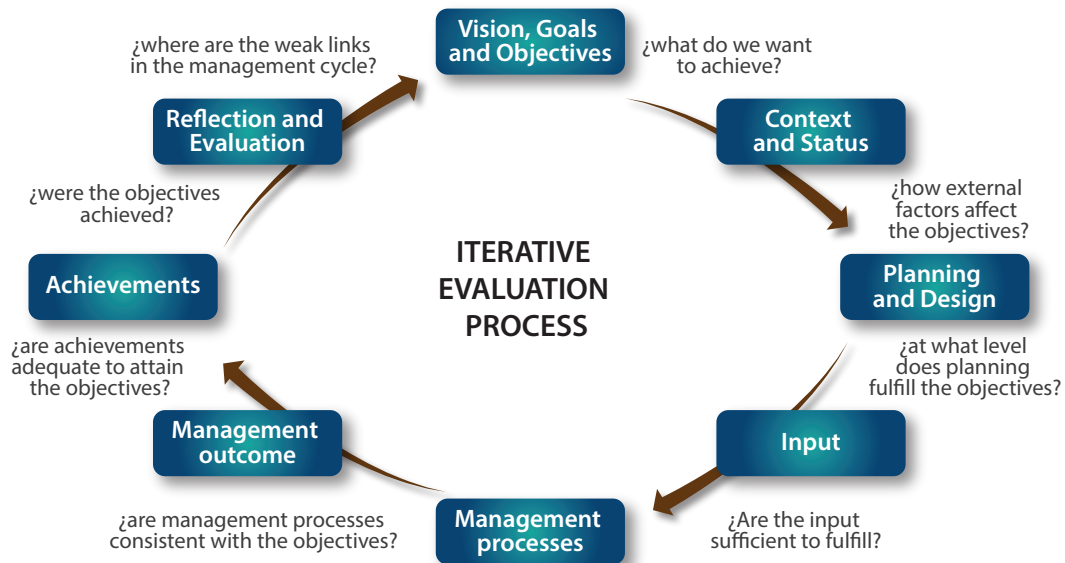 Vision, Goals
and Objectives
¿what do we want
to achieve?
Context
and Status
¿how external
factors affect
the objectives?
Planning
and Design
¿at what level
does planning
fulfill the objectives?
Input
¿Are the input
sufficient to fulfill?
Management
processes
¿are management processes
consistent with the objectives?
Management
outcome
¿are achievements
adequate to attain
the objectives?
Achievements
¿were the objectives
achieved?
Reflection and
Evaluation
¿where are the weak links
in the management cycle?
ITERATIVE
EVALUATION
PROCESS